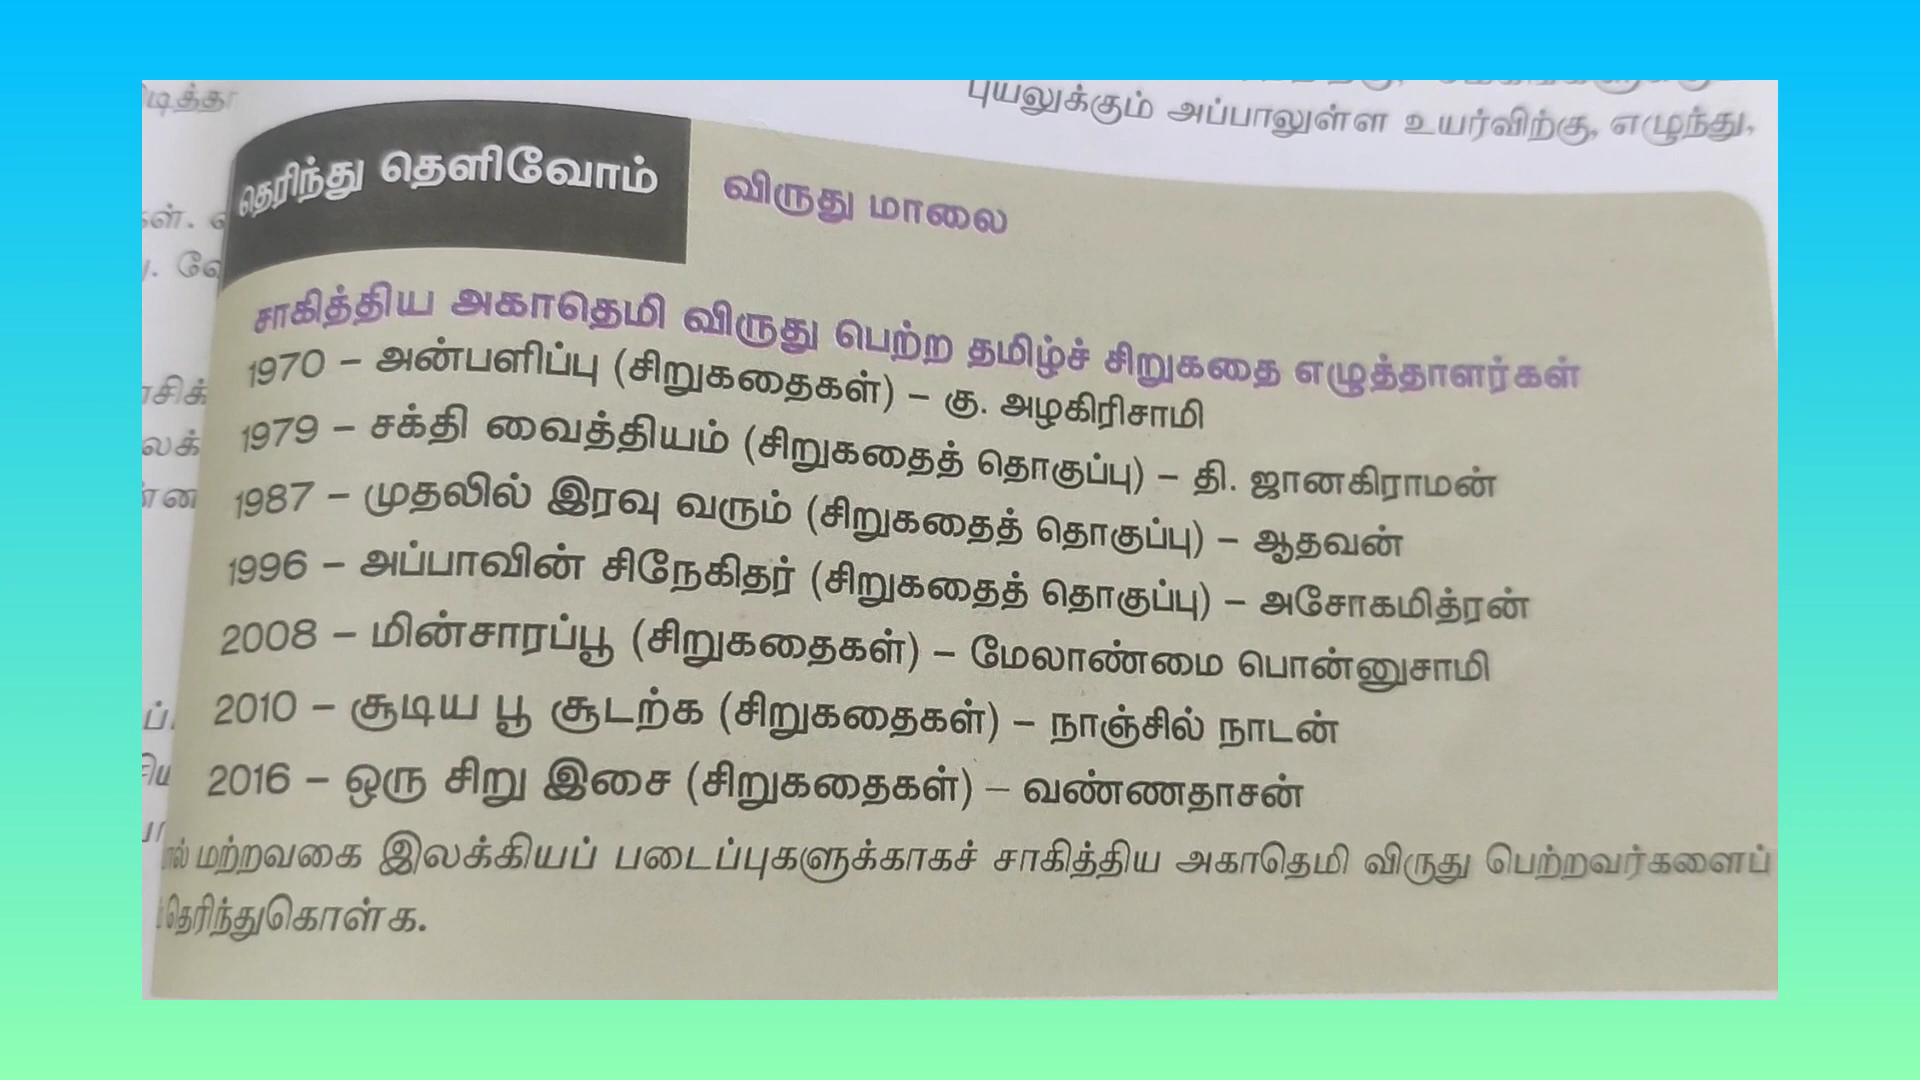 புயலுக்கும் அப்பாலுள்ள உயர்விற்கு, எழுந்து,
தெரிந்து தெளிவோம்
விருது மாலை
சாகித்திய அகாதெமி விருது பெற்ற தமிழ்ச் சிறுகதை எழுத்தாளர்கள்
1970 – அன்பளிப்பு (சிறுகதைகள்) – கு. அழகிரிசாமி
1979 – சக்தி வைத்தியம் (சிறுகதைத் தொகுப்பு) – தி. ஜானகிராமன்
1987 – முதலில் இரவு வரும் (சிறுகதைத் தொகுப்பு) – ஆதவன்
1996 – அப்பாவின் சிநேகிதர் (சிறுகதைத் தொகுப்பு) – அசோகமித்ரன்
2008 – மின்சாரப்பூ (சிறுகதைகள்) – மேலாண்மை பொன்னுசாமி
2010 – சூடிய பூ சூடற்க (சிறுகதைகள்) – நாஞ்சில் நாடன்
2016 – ஒரு சிறு இசை (சிறுகதைகள்) – வண்ணதாசன்
மற்றவகை இலக்கியப் படைப்புகளுக்காகச் சாகித்திய அகாதெமி விருது பெற்றவர்களைப்
தெரிந்துகொள்க.